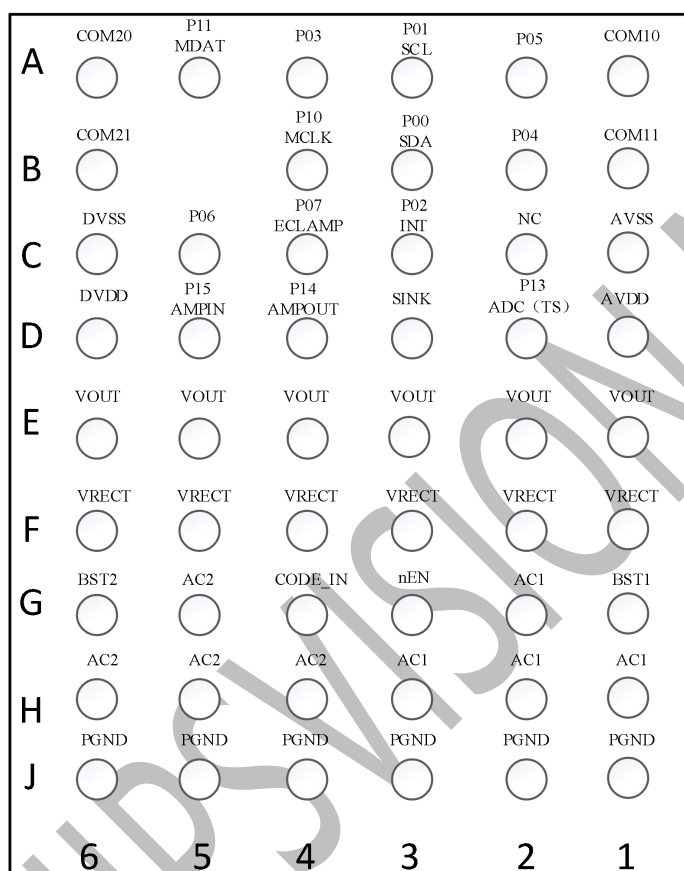 COM20 P11 MDAT P03 P01 SCL P05 COM10
A
COM21 P10 MCLK P00 SDA P04 COM11
B
DVSS P06 P07 ECLAMP P02 INT NC AVSS
C
DVDD P15 AMPIN P14 AMPOUT SINK P13 ADC（TS） AVDD
D
VOUT VOUT VOUT VOUT VOUT VOUT
E
VRECT VRECT VRECT VRECT VRECT VRECT
F
BST2 AC2 CODE_IN nEN AC1 BST1
G
AC2 AC2 AC2 AC1 AC1 AC1
H
PGND PGND PGND PGND PGND PGND
J
6 5 4 3 2 1